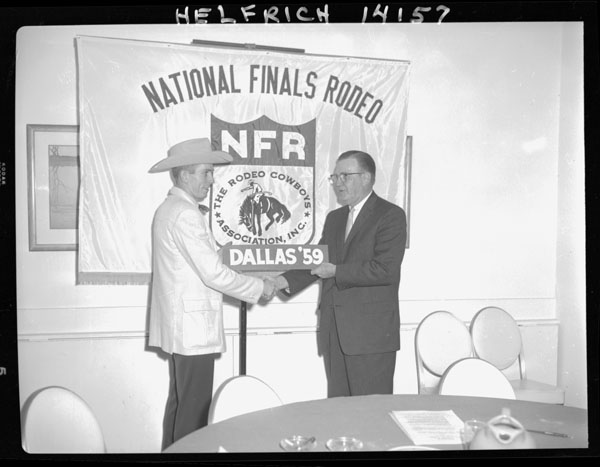 HELFRICH 14157
NATIONAL FINALS RODEO
NFR
THE RODEO COWBOYS
ASSOCIATION, INC.
DALLAS '59